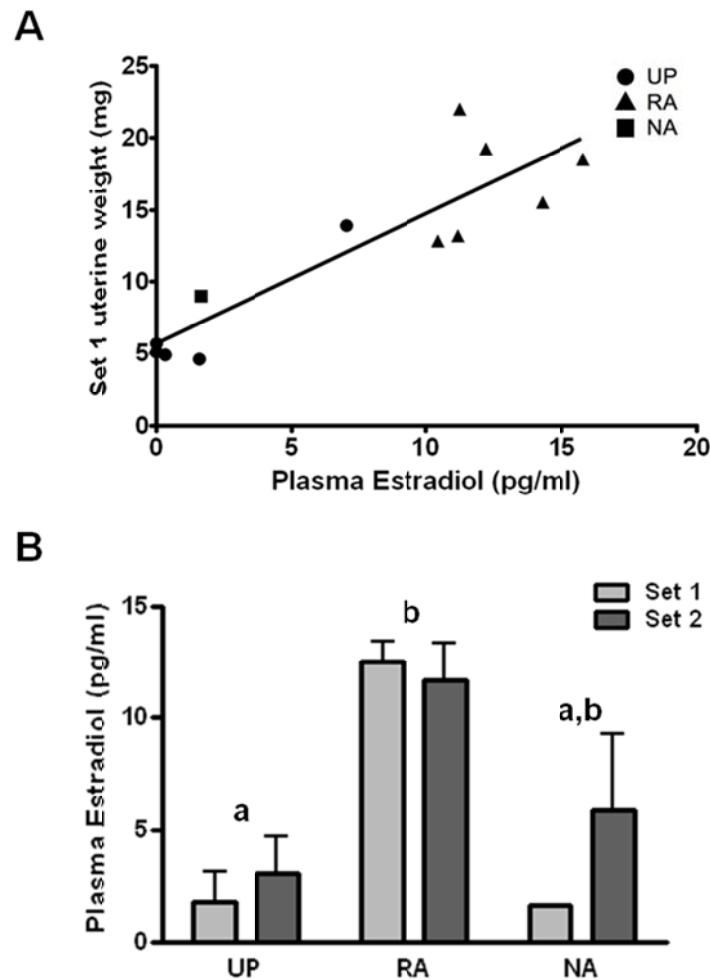 A
Set 1 uterine weight (mg)
25
20
15
10
5
0
0 5 10 15 20
Plasma Estradiol (pg/ml)
UP
RA
NA
B
Plasma Estradiol (pg/ml)
15
10
5
0
Set 1
Set 2
a
b
a,b
UP RA NA